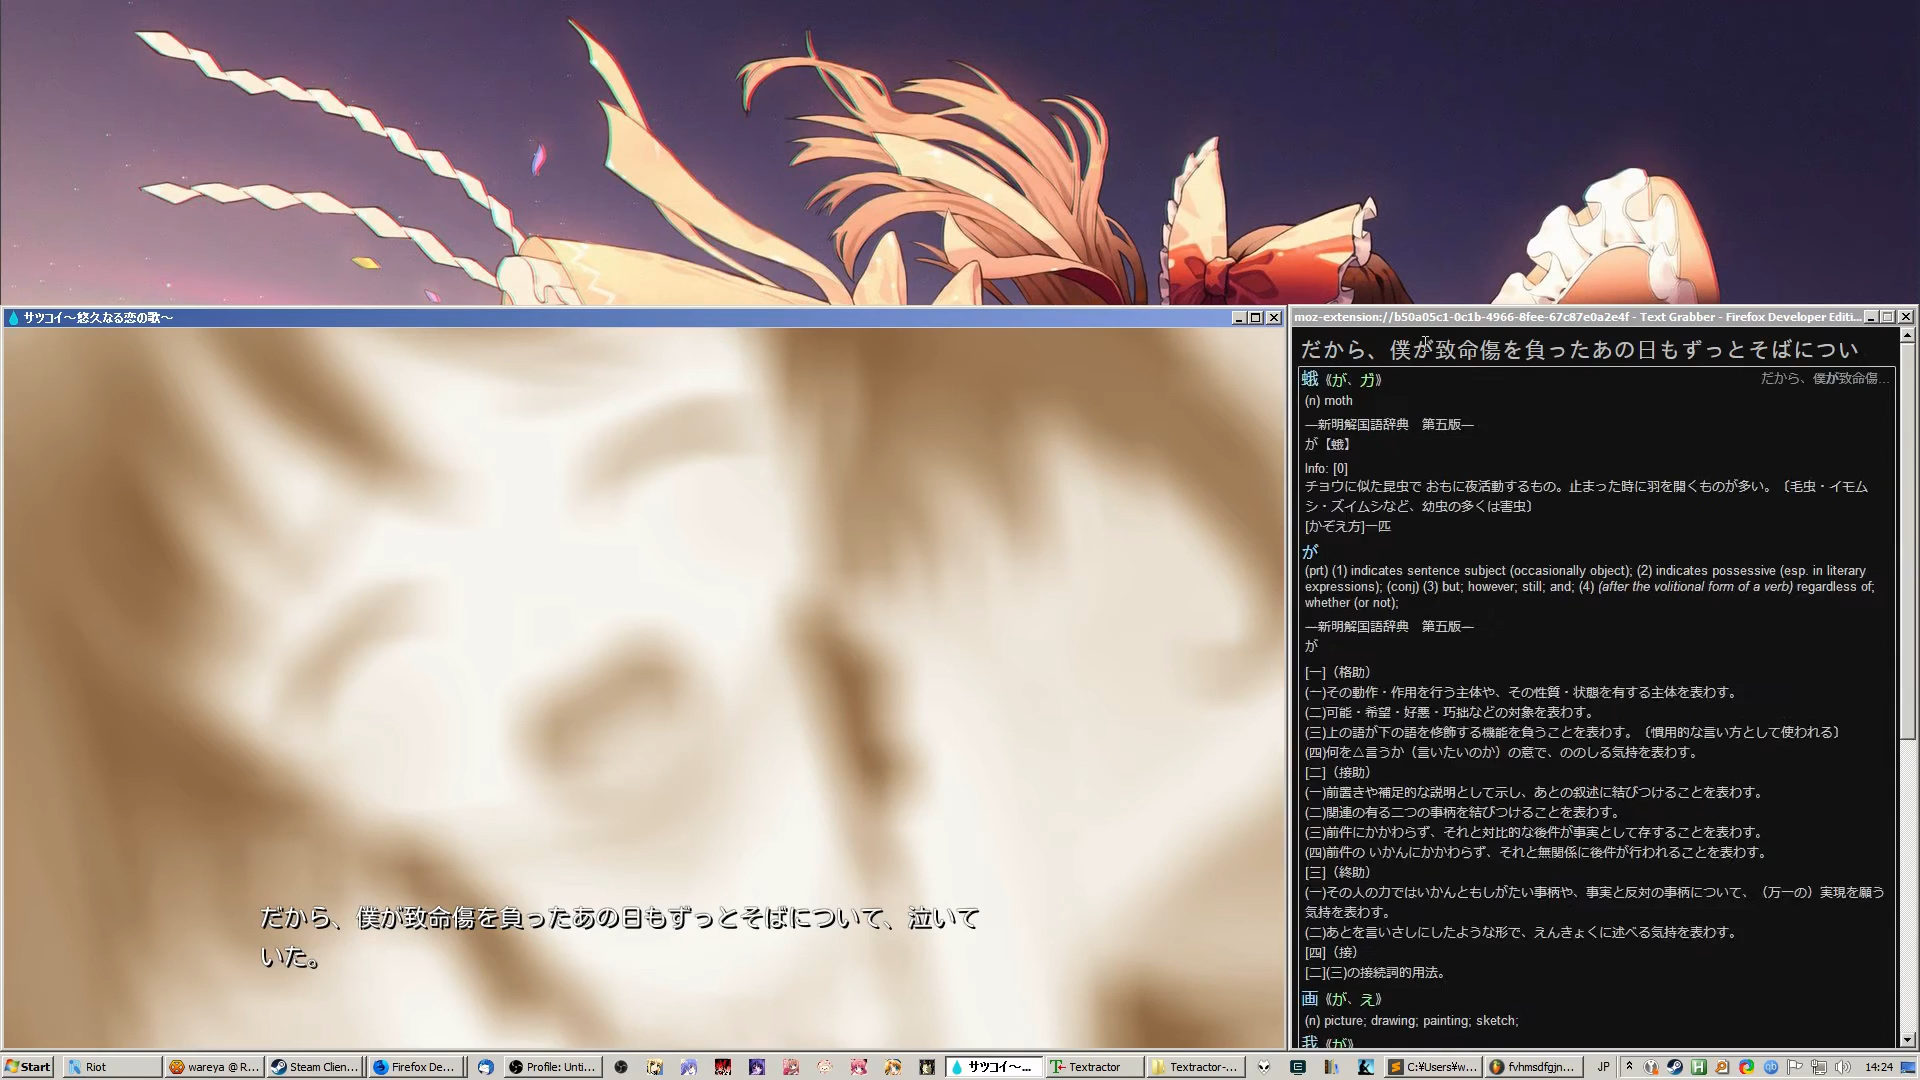 サツコイ～悠久なる恋の歌～
だから、僕が致命傷を負ったあの日もずっとそばについて、泣いて
いた。
moz-extension://b50a05c1-0c1b-4966-8fee-67c87e0a2e4f - Text Grabber - Firefox Developer Editi...
だから、僕が致命傷を負ったあの日もずっとそばについ
蛾 《が、ガ》
だから、僕が致命傷...
(n) moth
―新明解国語辞典　第五版―
が【蛾】
Info: [0]
チョウに似た昆虫で おもに夜活動するもの。止まった時に羽を開くものが多い。〔毛虫・イモム
シ・ズイムシなど、幼虫の多くは害虫〕
[かぞえ方]一匹
が
(prt) (1) indicates sentence subject (occasionally object); (2) indicates possessive (esp. in literary
expressions); (conj) (3) but; however; still; and; (4) (after the volitional form of a verb) regardless of;
whether (or not);
―新明解国語辞典　第五版―
が
[一]（格助）
(一)その動作・作用を行う主体や、その性質・状態を有する主体を表わす。
(二)可能・希望・好悪・巧拙などの対象を表わす。
(三)上の語が下の語を修飾する機能を負うことを表わす。〔慣用的な言い方として使われる〕
(四)何を△言うか（言いたいのか）の意で、ののしる気持を表わす。
[二]（接助）
(一)前置きや補足的な説明として示し、あとの叙述に結びつけることを表わす。
(二)関連の有る二つの事柄を結びつけることを表わす。
(三)前件にかかわらず、それと対比的な後件が事実として存することを表わす。
(四)前件の いかんにかかわらず、それと無関係に後件が行われることを表わす。
[三]（終助）
(一)その人の力ではいかんともしがたい事柄や、事実と反対の事柄について、（万一の）実現を願う
気持を表わす。
(二)あとを言いさしにしたような形で、えんきょくに述べる気持を表わす。
[四]（接）
[二](三)の接続詞的用法。
画 《が、え》
(n) picture; drawing; painting; sketch;
我 《が》
Start
Riot
wareya @ R...
Steam Clien...
Firefox De...
Profile: Unti...
サツコイ～...
Textractor
Textractor-...
C:¥Users¥w...
fvhmsdfgjn...
JP
14:24